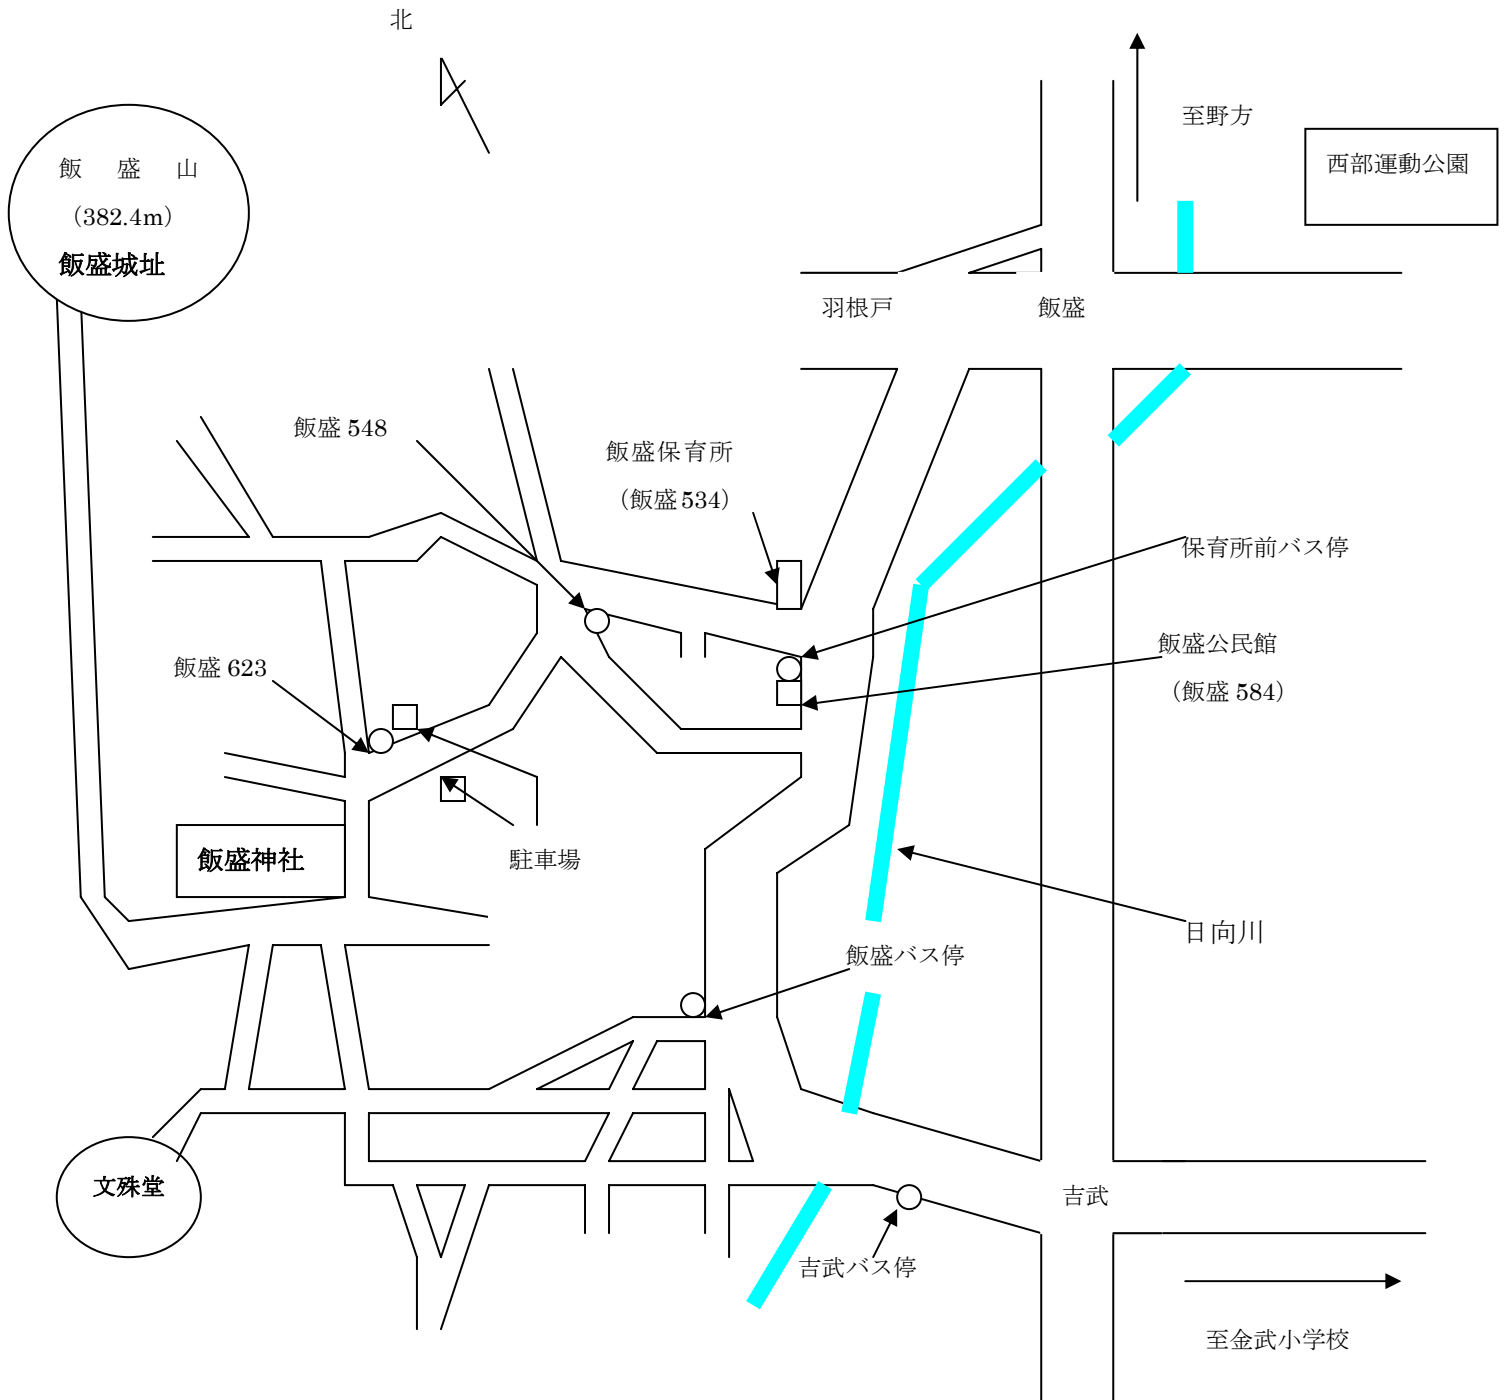 北
至野方
西部運動公園
飯 盛 山
（382.4m）
飯盛城址
羽根戸
飯盛
飯盛 548
飯盛保育所
（飯盛 534）
保育所前バス停
飯盛公民館
（飯盛 584）
飯盛 623
飯盛神社
駐車場
日向川
飯盛バス停
文殊堂
吉武
吉武バス停
至金武小学校